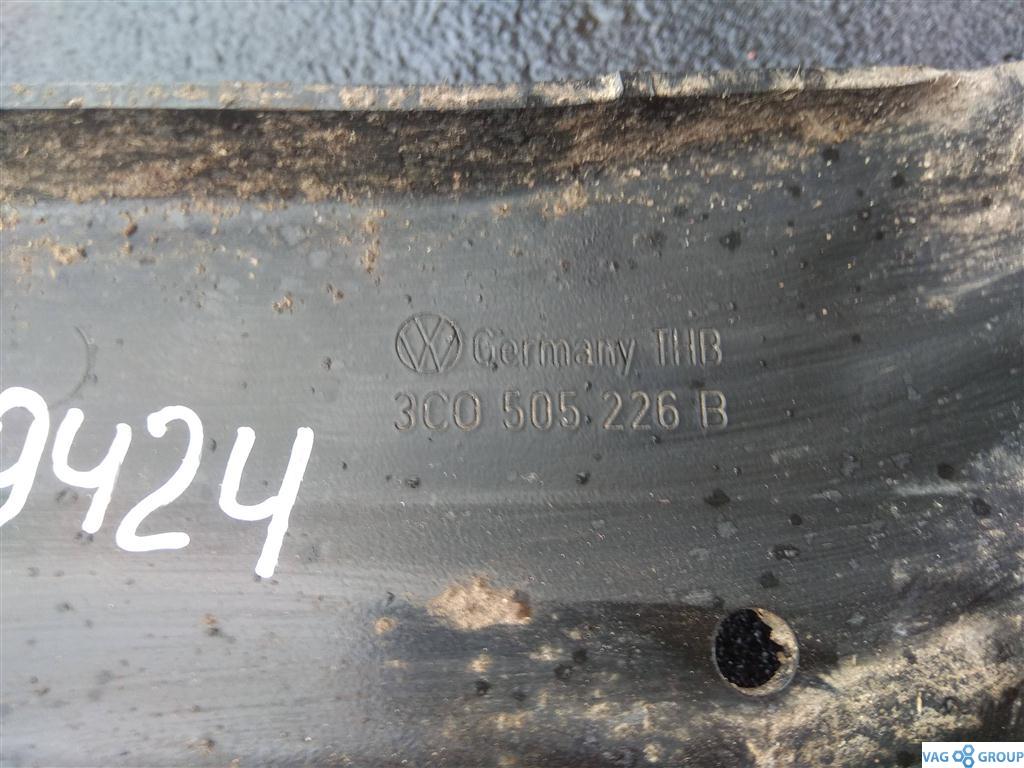 Germany THB
3C0 505 226 B
9424
VAG GROUP